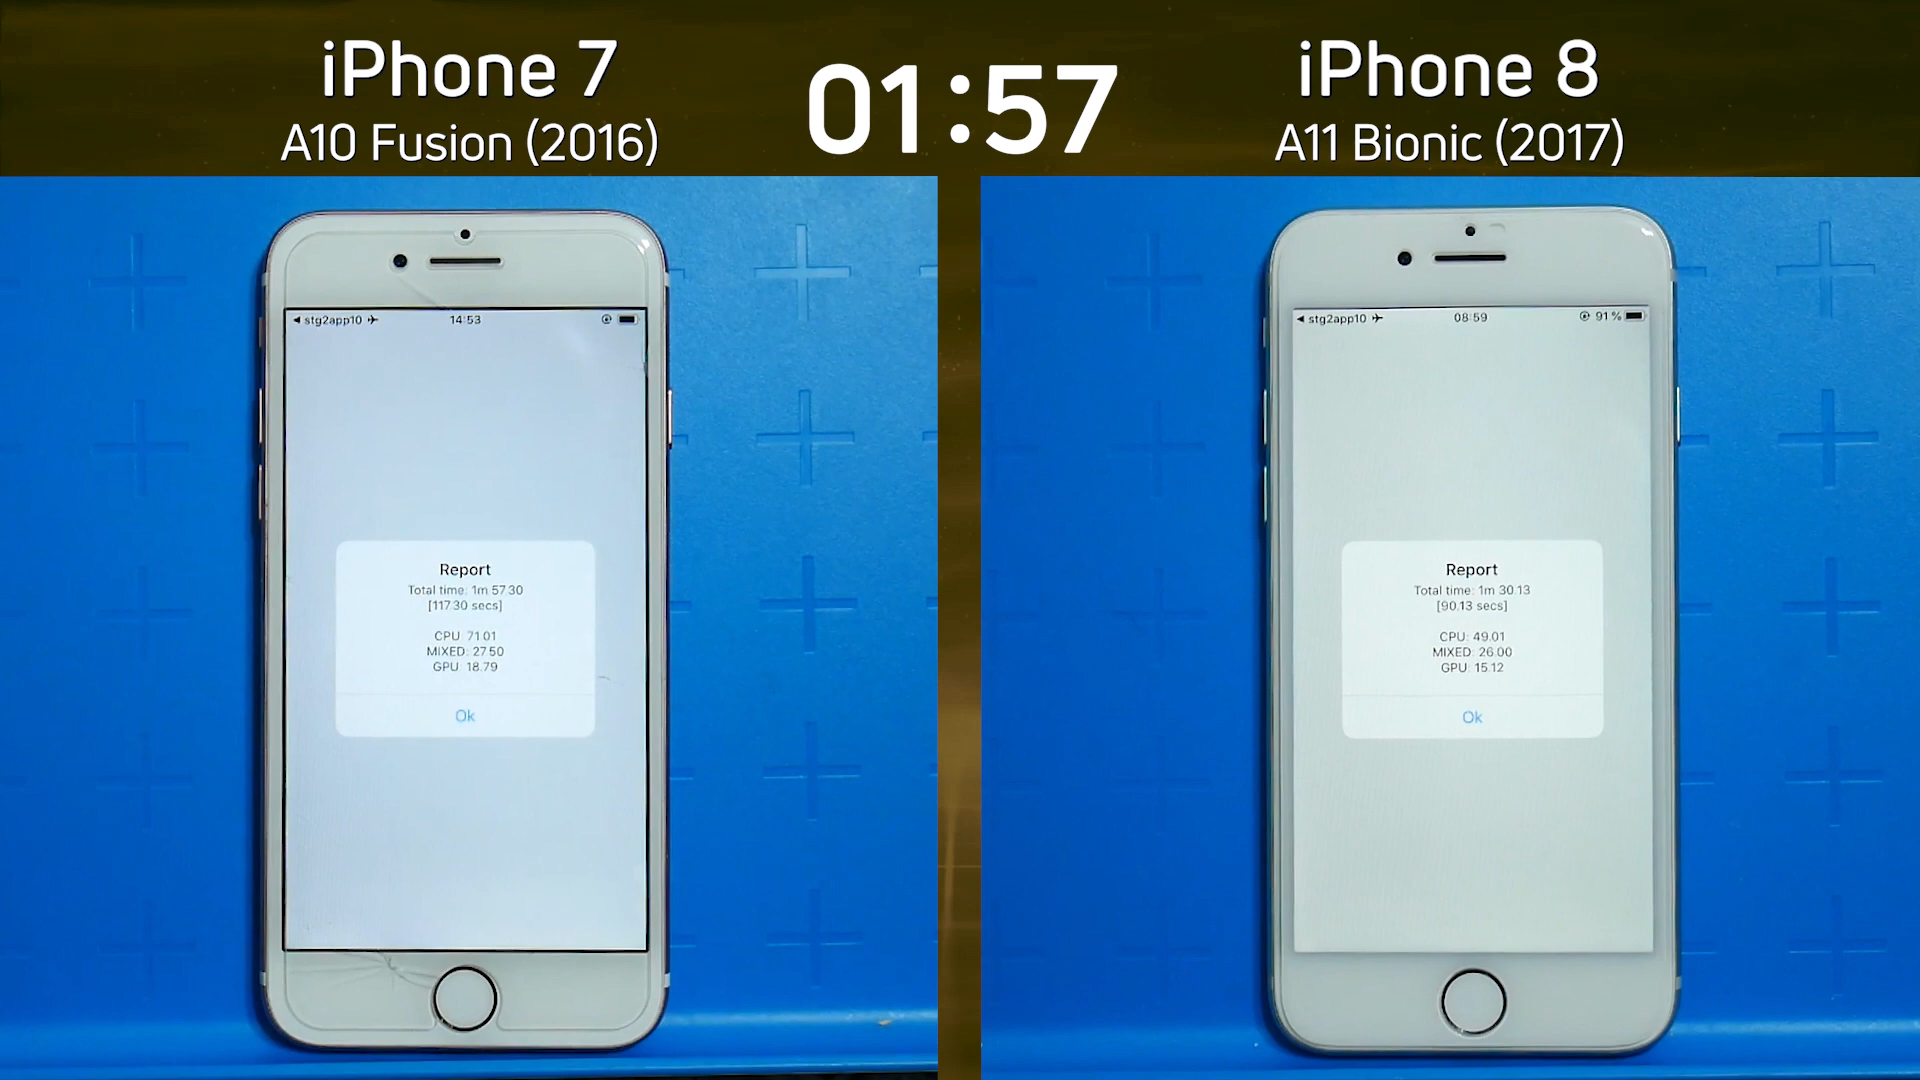 iPhone 7
A10 Fusion (2016)
01:57
iPhone 8
A11 Bionic (2017)
stg2app10
14:53
Report
Total time: 1m 57.30
[117.30 secs]
CPU: 71.01
MIXED: 27.50
GPU: 18.79
Ok
stg2app10
08:59
91 %
Report
Total time: 1m 30.13
[90.13 secs]
CPU: 49.01
MIXED: 26.00
GPU: 15.12
Ok